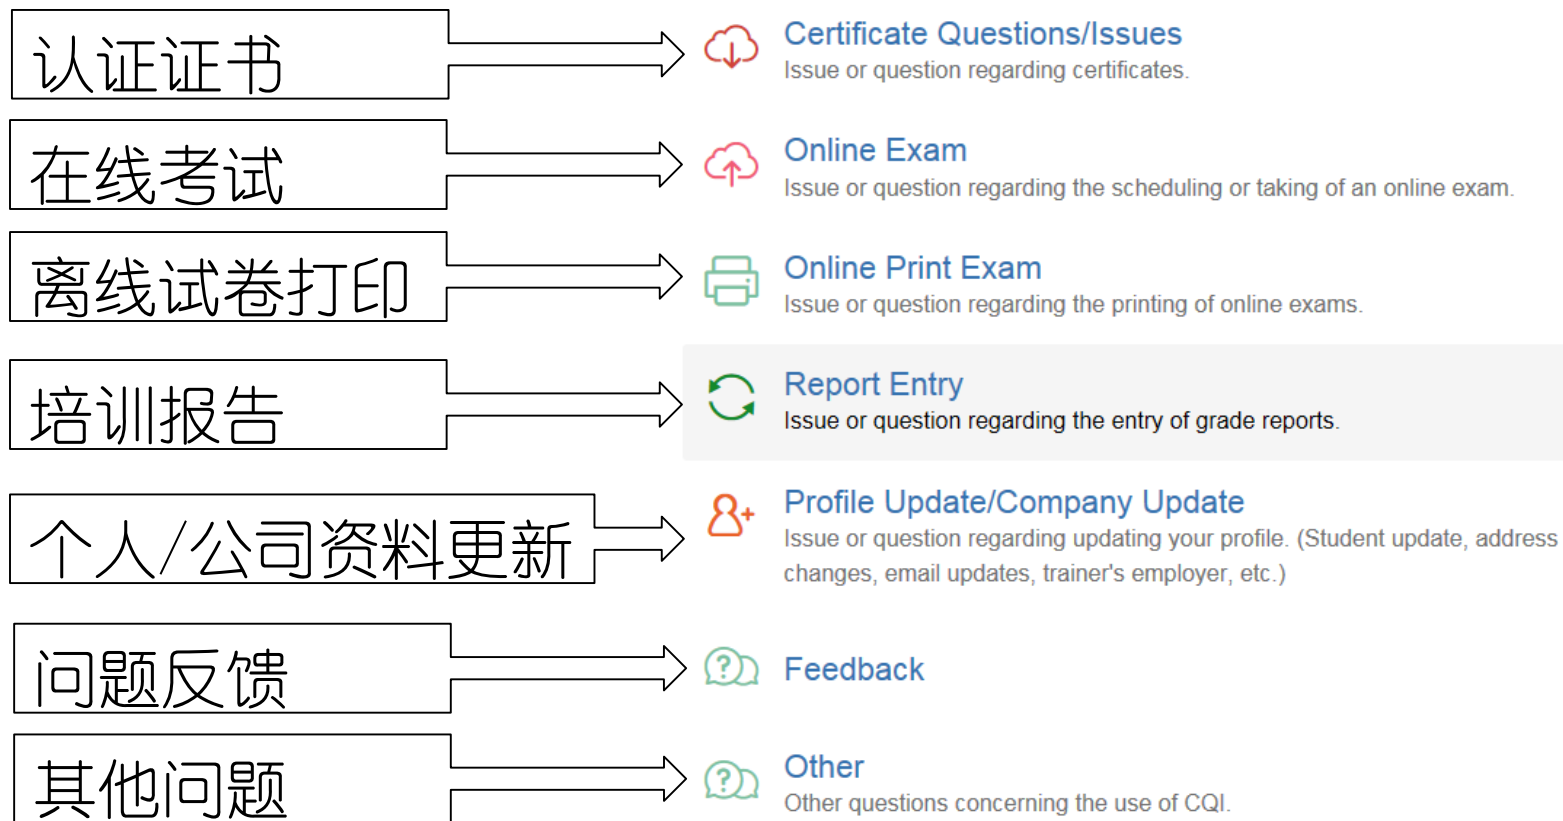 认证证书
Certificate Questions/Issues
Issue or question regarding certificates.
在线考试
Online Exam
Issue or question regarding the scheduling or taking of an online exam.
离线试卷打印
Online Print Exam
Issue or question regarding the printing of online exams.
培训报告
Report Entry
Issue or question regarding the entry of grade reports.
个人/公司资料更新
Profile Update/Company Update
Issue or question regarding updating your profile. (Student update, address
changes, email updates, trainer's employer, etc.)
问题反馈
Feedback
其他问题
Other
Other questions concerning the use of CQI.